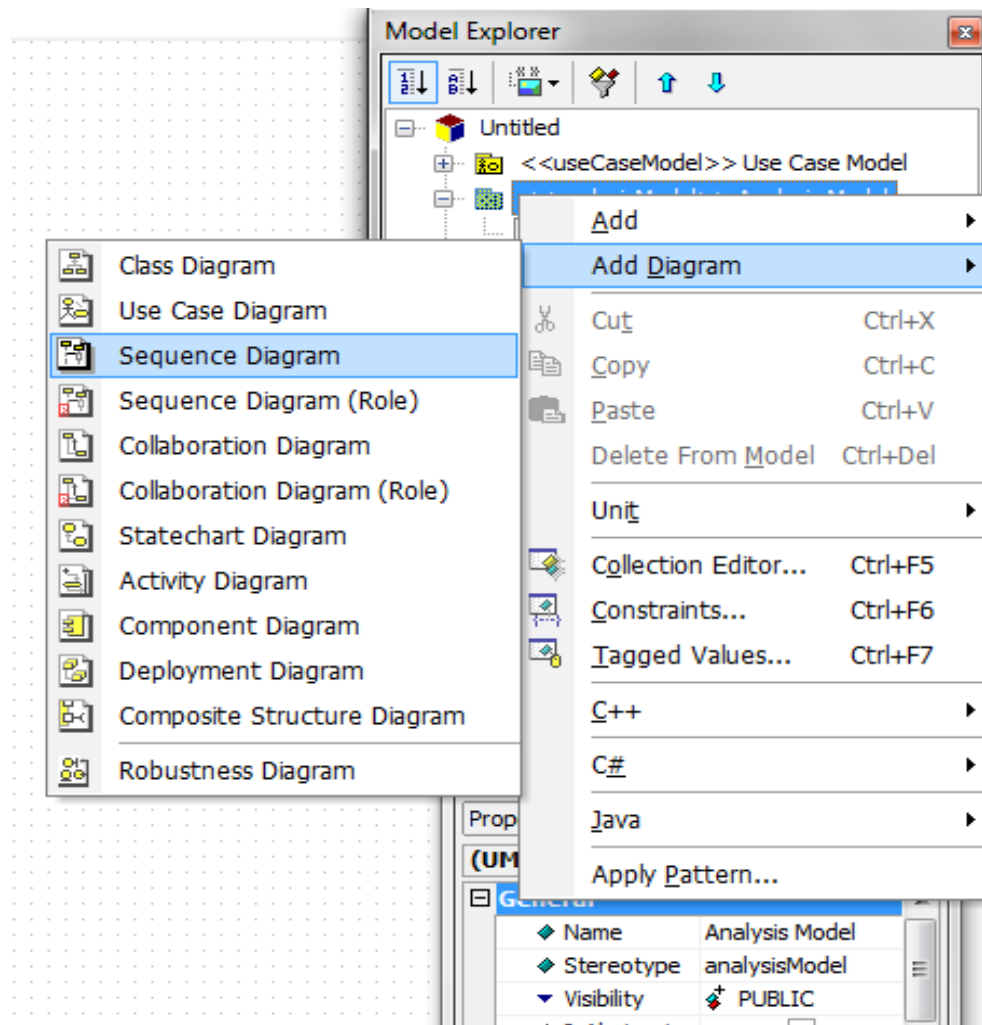 Model Explorer
Untitled
<<useCaseModel>> Use Case Model
Add
Add Diagram
Cut Ctrl+X
Copy Ctrl+C
Paste Ctrl+V
Delete From Model Ctrl+Del
Unit
Collection Editor... Ctrl+F5
Constraints... Ctrl+F6
Tagged Values... Ctrl+F7
C++
C#
Java
Apply Pattern...
Class Diagram
Use Case Diagram
Sequence Diagram
Sequence Diagram (Role)
Collaboration Diagram
Collaboration Diagram (Role)
Statechart Diagram
Activity Diagram
Component Diagram
Deployment Diagram
Composite Structure Diagram
Robustness Diagram
Prop
(UM
General
Name Analysis Model
Stereotype analysisModel
Visibility PUBLIC